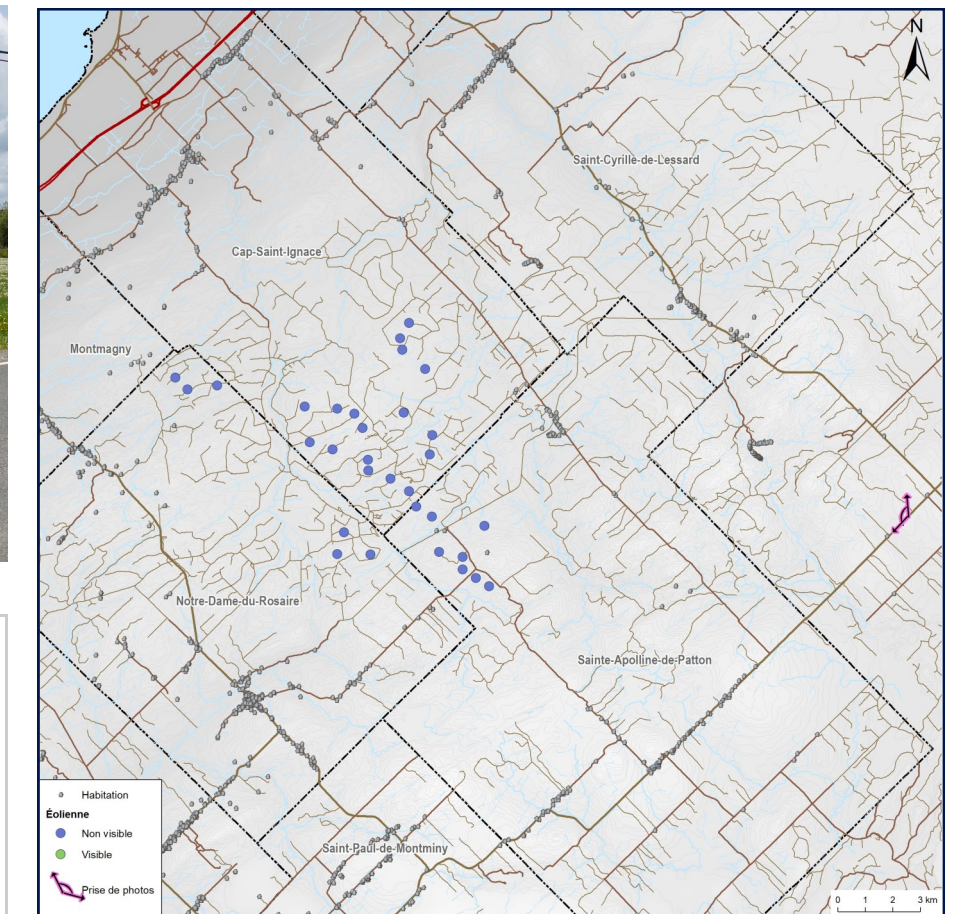 N
Saint-Cyrille-de-Lessard
Cap-Saint-Ignace
Montmagny
Notre-Dame-du-Rosaire
Sainte-Apolline-de-Patton
Saint-Paul-de-Montminy
Habitation
Éolienne
Non visible
Visible
Prise de photos
0 1 2 3 km